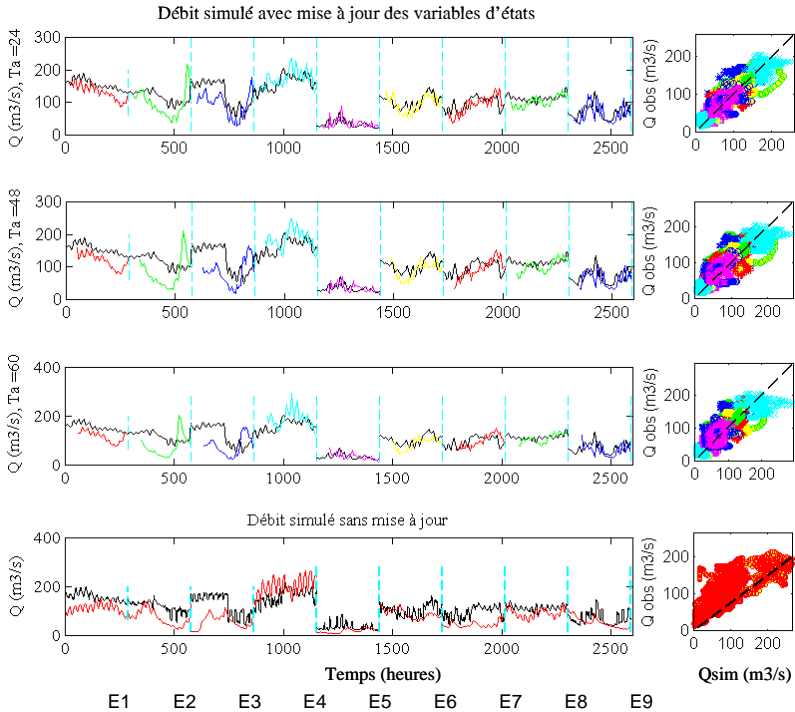 Débit simulé avec mise à jour des variables d'états
Q (m3/s), Ta =24
300
200
100
0
0 500 1000 1500 2000 2500
Q obs (m3/s)
200
100
0
0 100 200
Q (m3/s), Ta =48
300
200
100
0
0 500 1000 1500 2000 2500
Q obs (m3/s)
200
100
0
0 100 200
Q (m3/s), Ta =60
400
200
0
0 500 1000 1500 2000 2500
Q obs (m3/s)
300
200
100
0
0 100 200
Débit simulé sans mise à jour
Q (m3/s)
400
200
0
0 500 1000 1500 2000 2500
Q obs (m3/s)
200
100
0
0 100 200
Temps (heures)
Qsim (m3/s)
E1 E2 E3 E4 E5 E6 E7 E8 E9